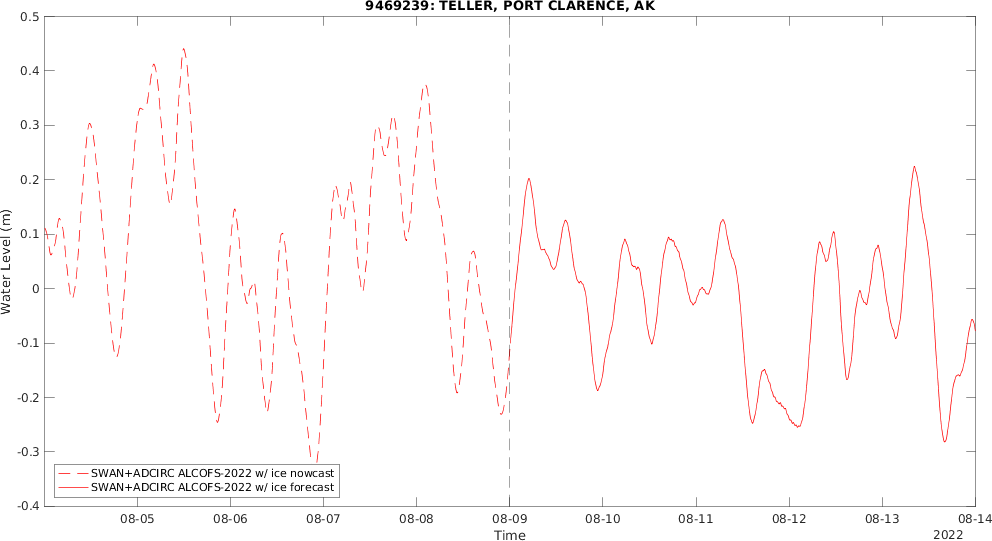 9469239: TELLER, PORT CLARENCE, AK
0.5
0.4
0.3
0.2
0.1
0
-0.1
-0.2
-0.3
-0.4
Water Level (m)
SWAN+ADCIRC ALCOFS-2022 w/ ice nowcast
SWAN+ADCIRC ALCOFS-2022 w/ ice forecast
08-05 08-06 08-07 08-08 08-09 08-10 08-11 08-12 08-13 08-14
Time
2022